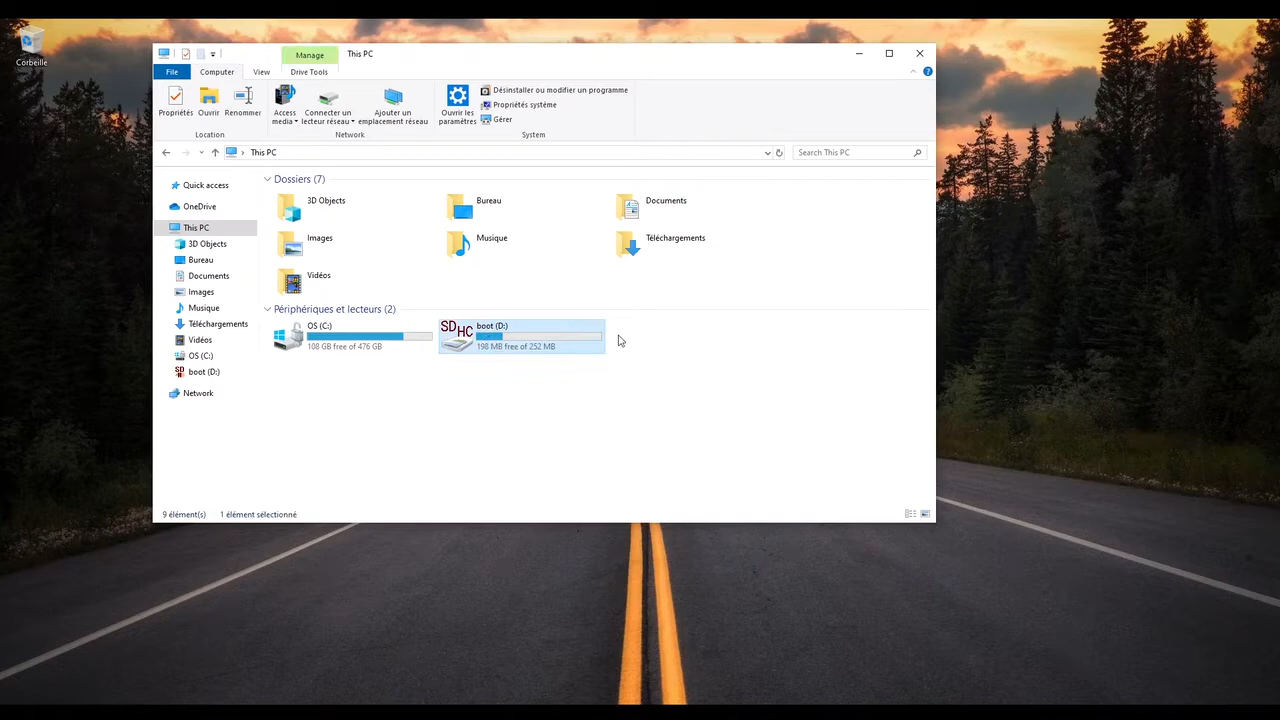 Corbeille
Manage
This PC
File
Computer
View
Drive Tools
Propriétés
Ouvrir
Renommer
Access media
Connecter un lecteur réseau
Ajouter un emplacement réseau
Ouvrir les paramètres
Désinstaller ou modifier un programme
Propriétés système
Gérer
Location
Network
System
This PC
Search This PC
Quick access
OneDrive
This PC
3D Objects
Bureau
Documents
Images
Musique
Téléchargements
Vidéos
OS (C:)
boot (D:)
Network
Dossiers (7)
3D Objects
Bureau
Documents
Images
Musique
Téléchargements
Vidéos
Périphériques et lecteurs (2)
OS (C:)
108 GB free of 476 GB
SDHC
boot (D:)
198 MB free of 252 MB
9 élément(s)
1 élément sélectionné